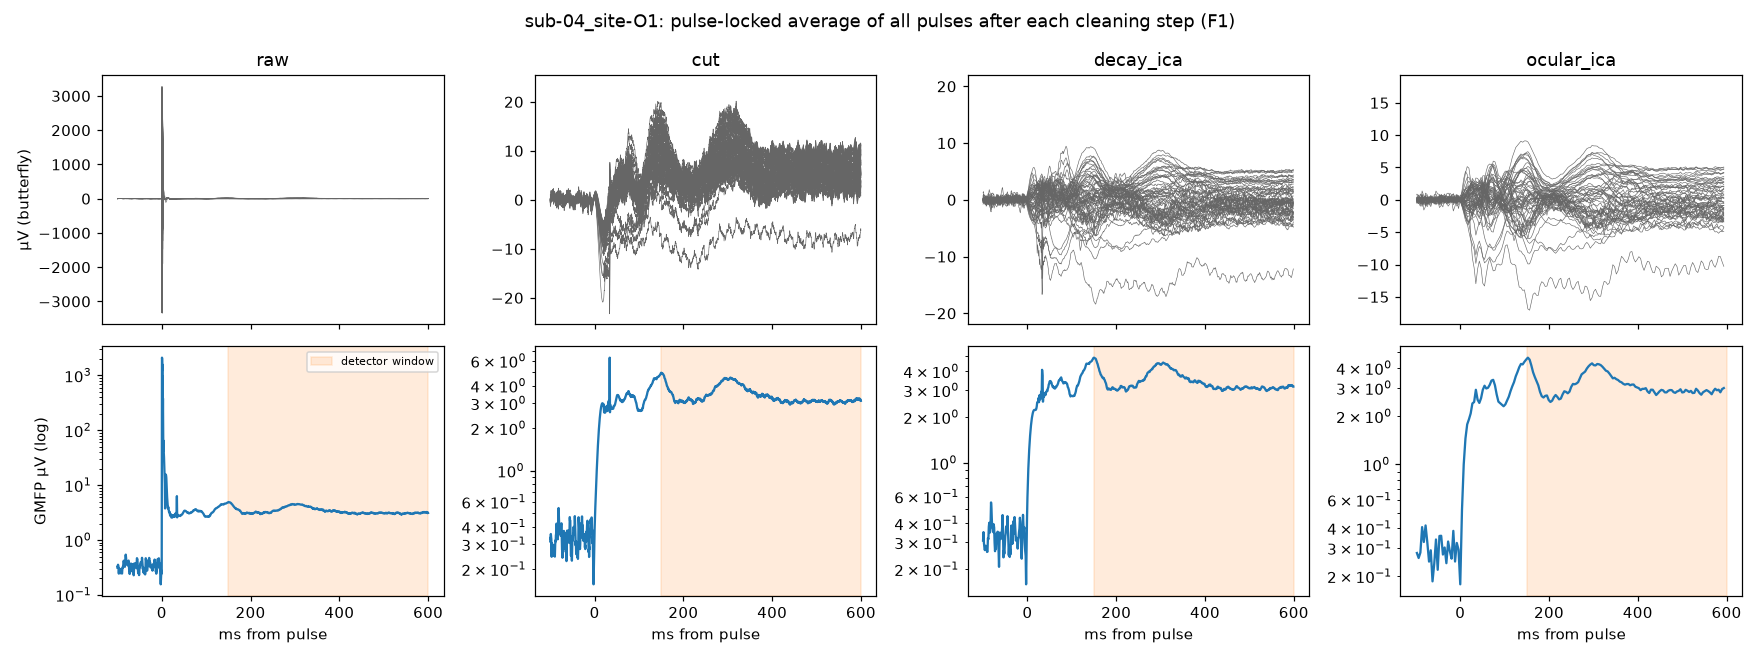 sub-04_site-O1: pulse-locked average of all pulses after each cleaning step (F1)
raw
cut
decay_ica
ocular_ica
µV (butterfly)
3000
2000
1000
0
−1000
−2000
−3000
20
10
0
−10
−20
20
10
0
−10
−20
15
10
5
0
−5
−10
−15
detector window
GMFP µV (log)
10³
10²
10¹
10⁰
10⁻¹
6 × 10⁰
4 × 10⁰
3 × 10⁰
2 × 10⁰
10⁰
6 × 10⁻¹
4 × 10⁻¹
3 × 10⁻¹
2 × 10⁻¹
4 × 10⁰
3 × 10⁰
2 × 10⁰
10⁰
6 × 10⁻¹
4 × 10⁻¹
3 × 10⁻¹
2 × 10⁻¹
4 × 10⁰
3 × 10⁰
2 × 10⁰
10⁰
6 × 10⁻¹
4 × 10⁻¹
3 × 10⁻¹
2 × 10⁻¹
0 200 400 600
0 200 400 600
0 200 400 600
0 200 400 600
ms from pulse
ms from pulse
ms from pulse
ms from pulse